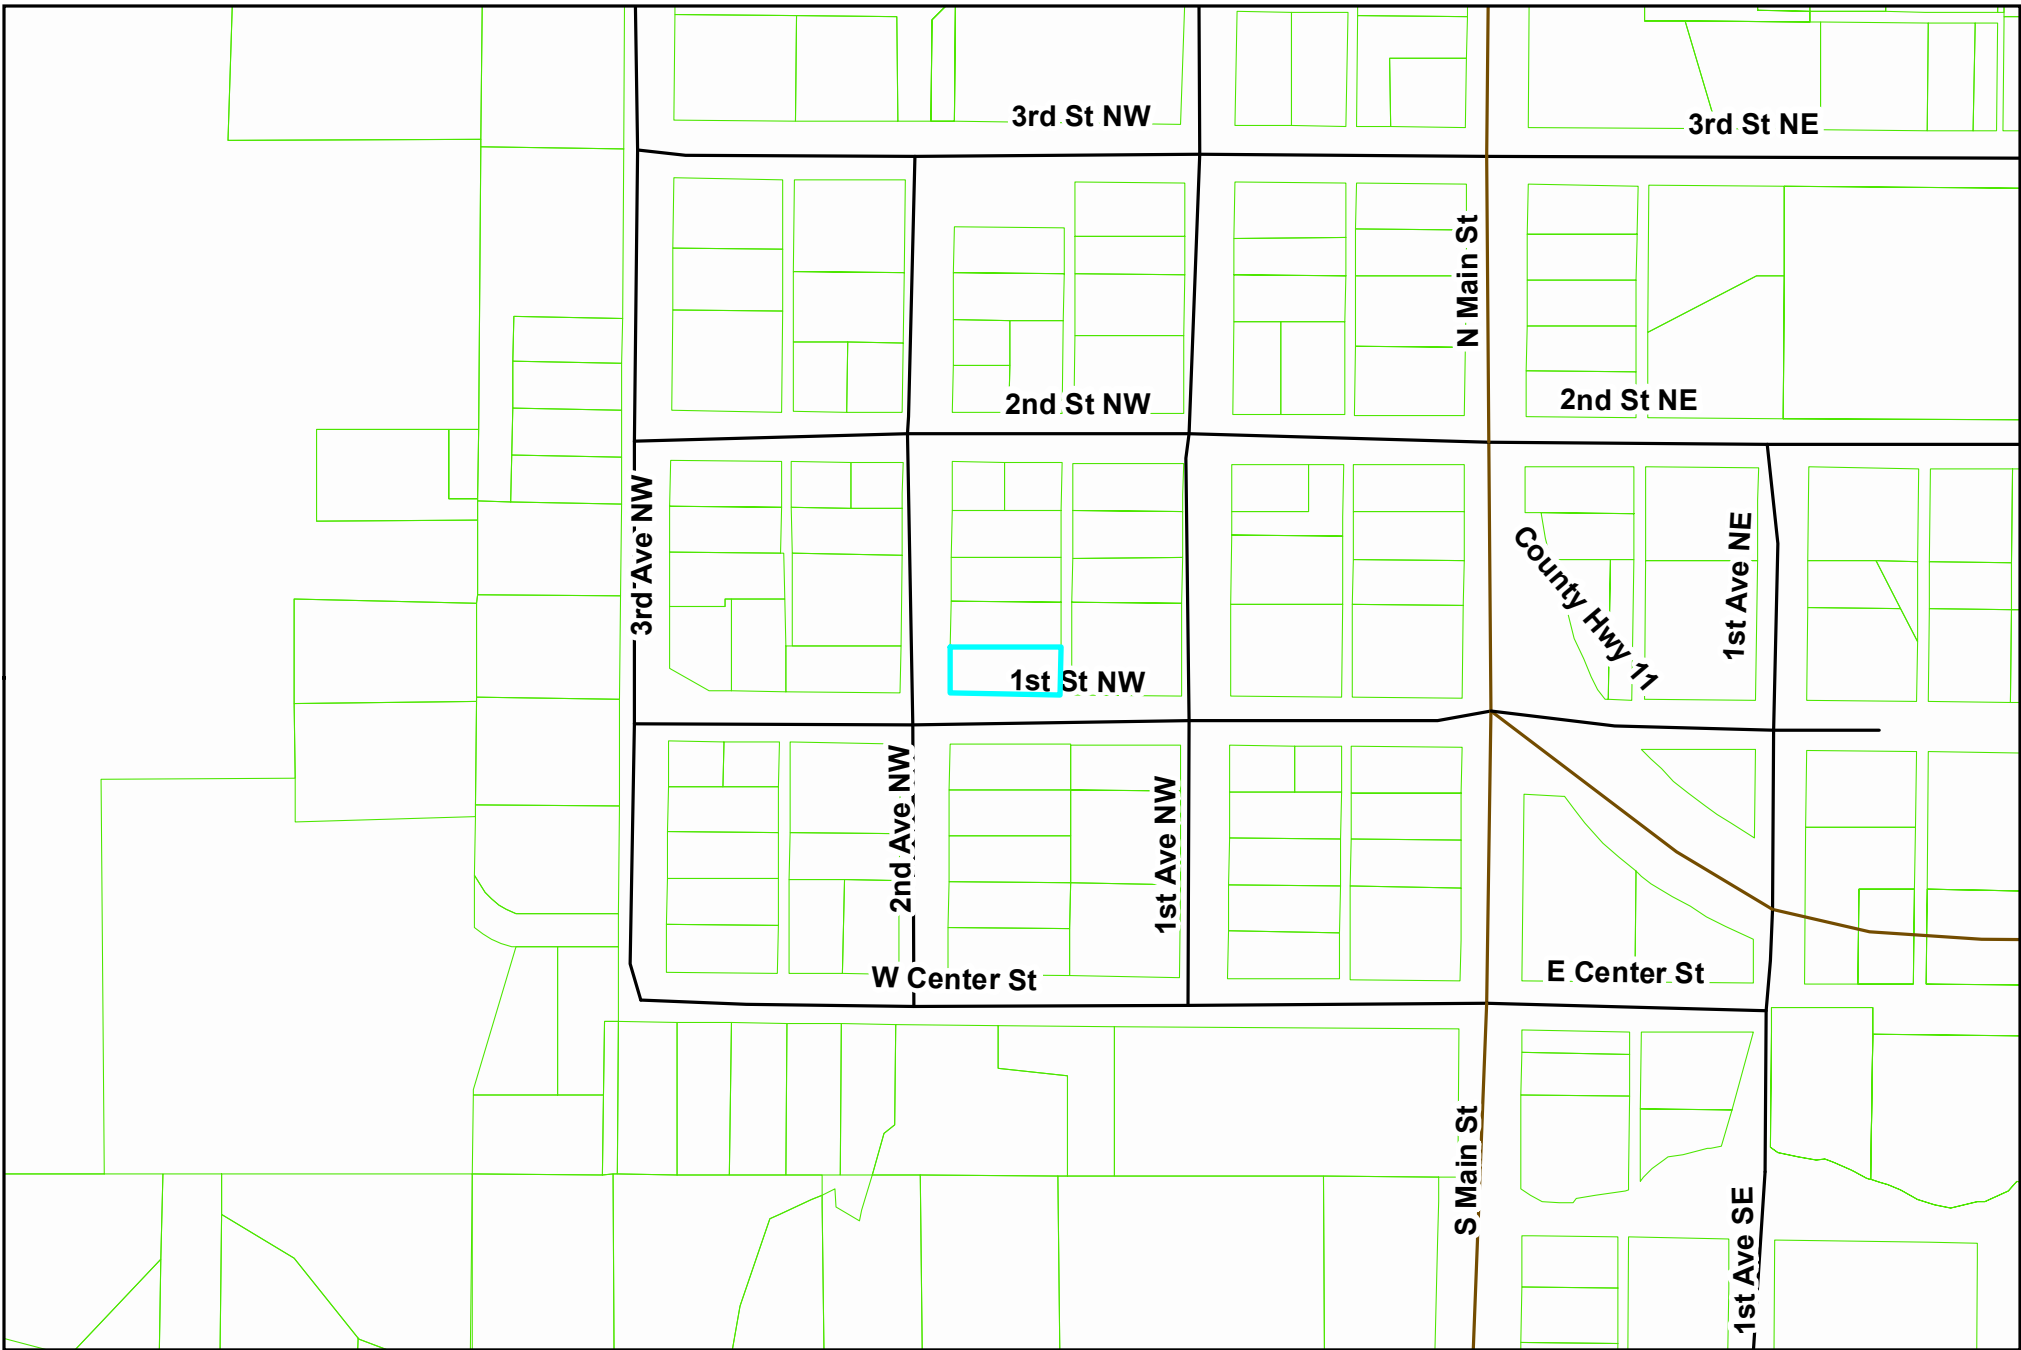 3rd St NW
3rd St NE
N Main St
2nd St NW
2nd St NE
3rd Ave NW
County Hwy 11
1st Ave NE
1st St NW
2nd Ave NW
1st Ave NW
W Center St
E Center St
S Main St
1st Ave SE